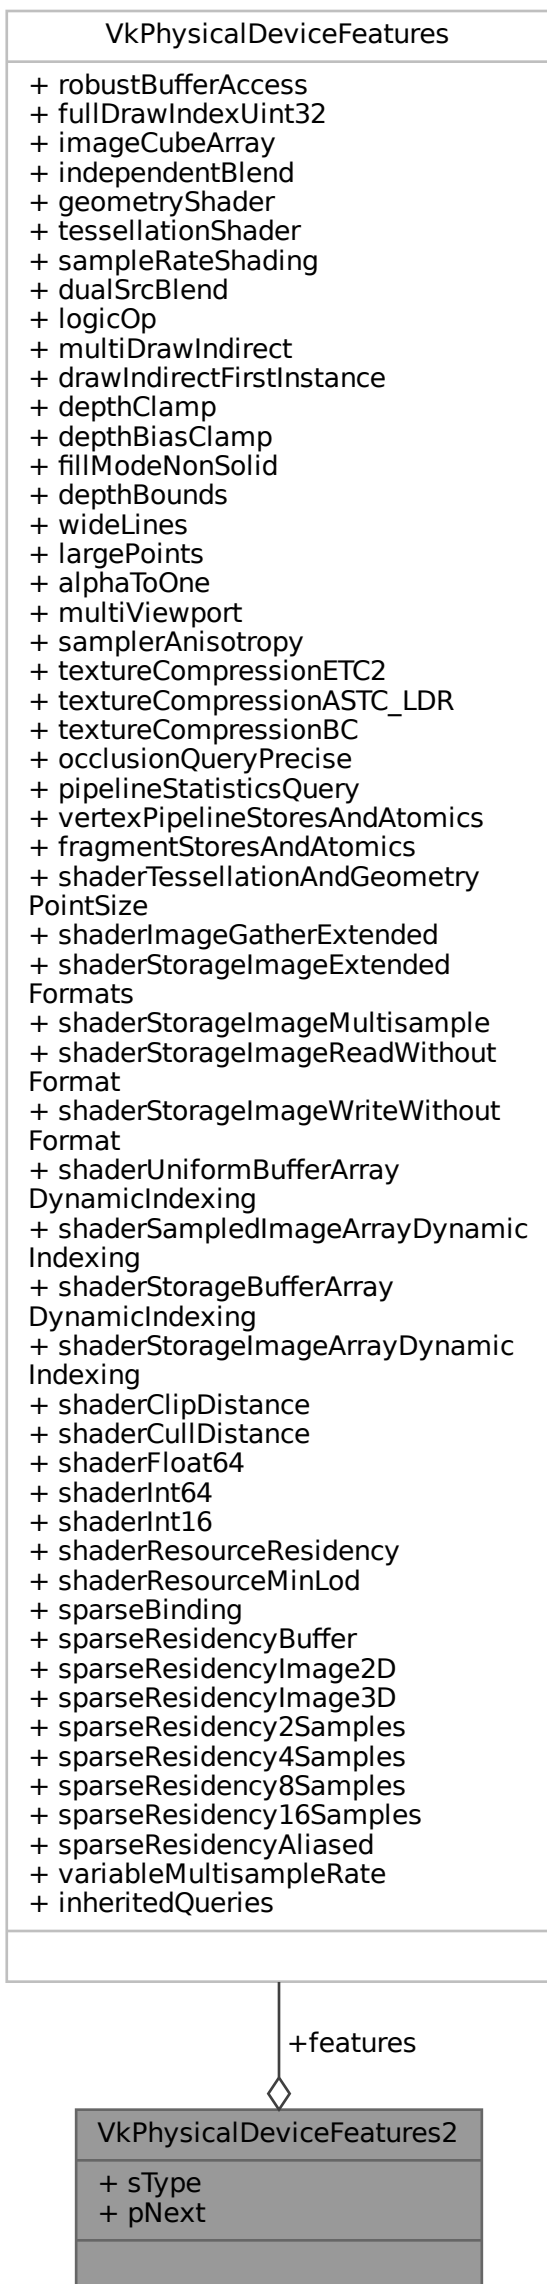 VkPhysicalDeviceFeatures
+ robustBufferAccess
+ fullDrawIndexUint32
+ imageCubeArray
+ independentBlend
+ geometryShader
+ tessellationShader
+ sampleRateShading
+ dualSrcBlend
+ logicOp
+ multiDrawIndirect
+ drawIndirectFirstInstance
+ depthClamp
+ depthBiasClamp
+ fillModeNonSolid
+ depthBounds
+ wideLines
+ largePoints
+ alphaToOne
+ multiViewport
+ samplerAnisotropy
+ textureCompressionETC2
+ textureCompressionASTC_LDR
+ textureCompressionBC
+ occlusionQueryPrecise
+ pipelineStatisticsQuery
+ vertexPipelineStoresAndAtomics
+ fragmentStoresAndAtomics
+ shaderTessellationAndGeometry
PointSize
+ shaderImageGatherExtended
+ shaderStorageImageExtended
Formats
+ shaderStorageImageMultisample
+ shaderStorageImageReadWithout
Format
+ shaderStorageImageWriteWithout
Format
+ shaderUniformBufferArray
DynamicIndexing
+ shaderSampledImageArrayDynamic
Indexing
+ shaderStorageBufferArray
DynamicIndexing
+ shaderStorageImageArrayDynamic
Indexing
+ shaderClipDistance
+ shaderCullDistance
+ shaderFloat64
+ shaderInt64
+ shaderInt16
+ shaderResourceResidency
+ shaderResourceMinLod
+ sparseBinding
+ sparseResidencyBuffer
+ sparseResidencyImage2D
+ sparseResidencyImage3D
+ sparseResidency2Samples
+ sparseResidency4Samples
+ sparseResidency8Samples
+ sparseResidency16Samples
+ sparseResidencyAliased
+ variableMultisampleRate
+ inheritedQueries
+features
VkPhysicalDeviceFeatures2
+ sType
+ pNext